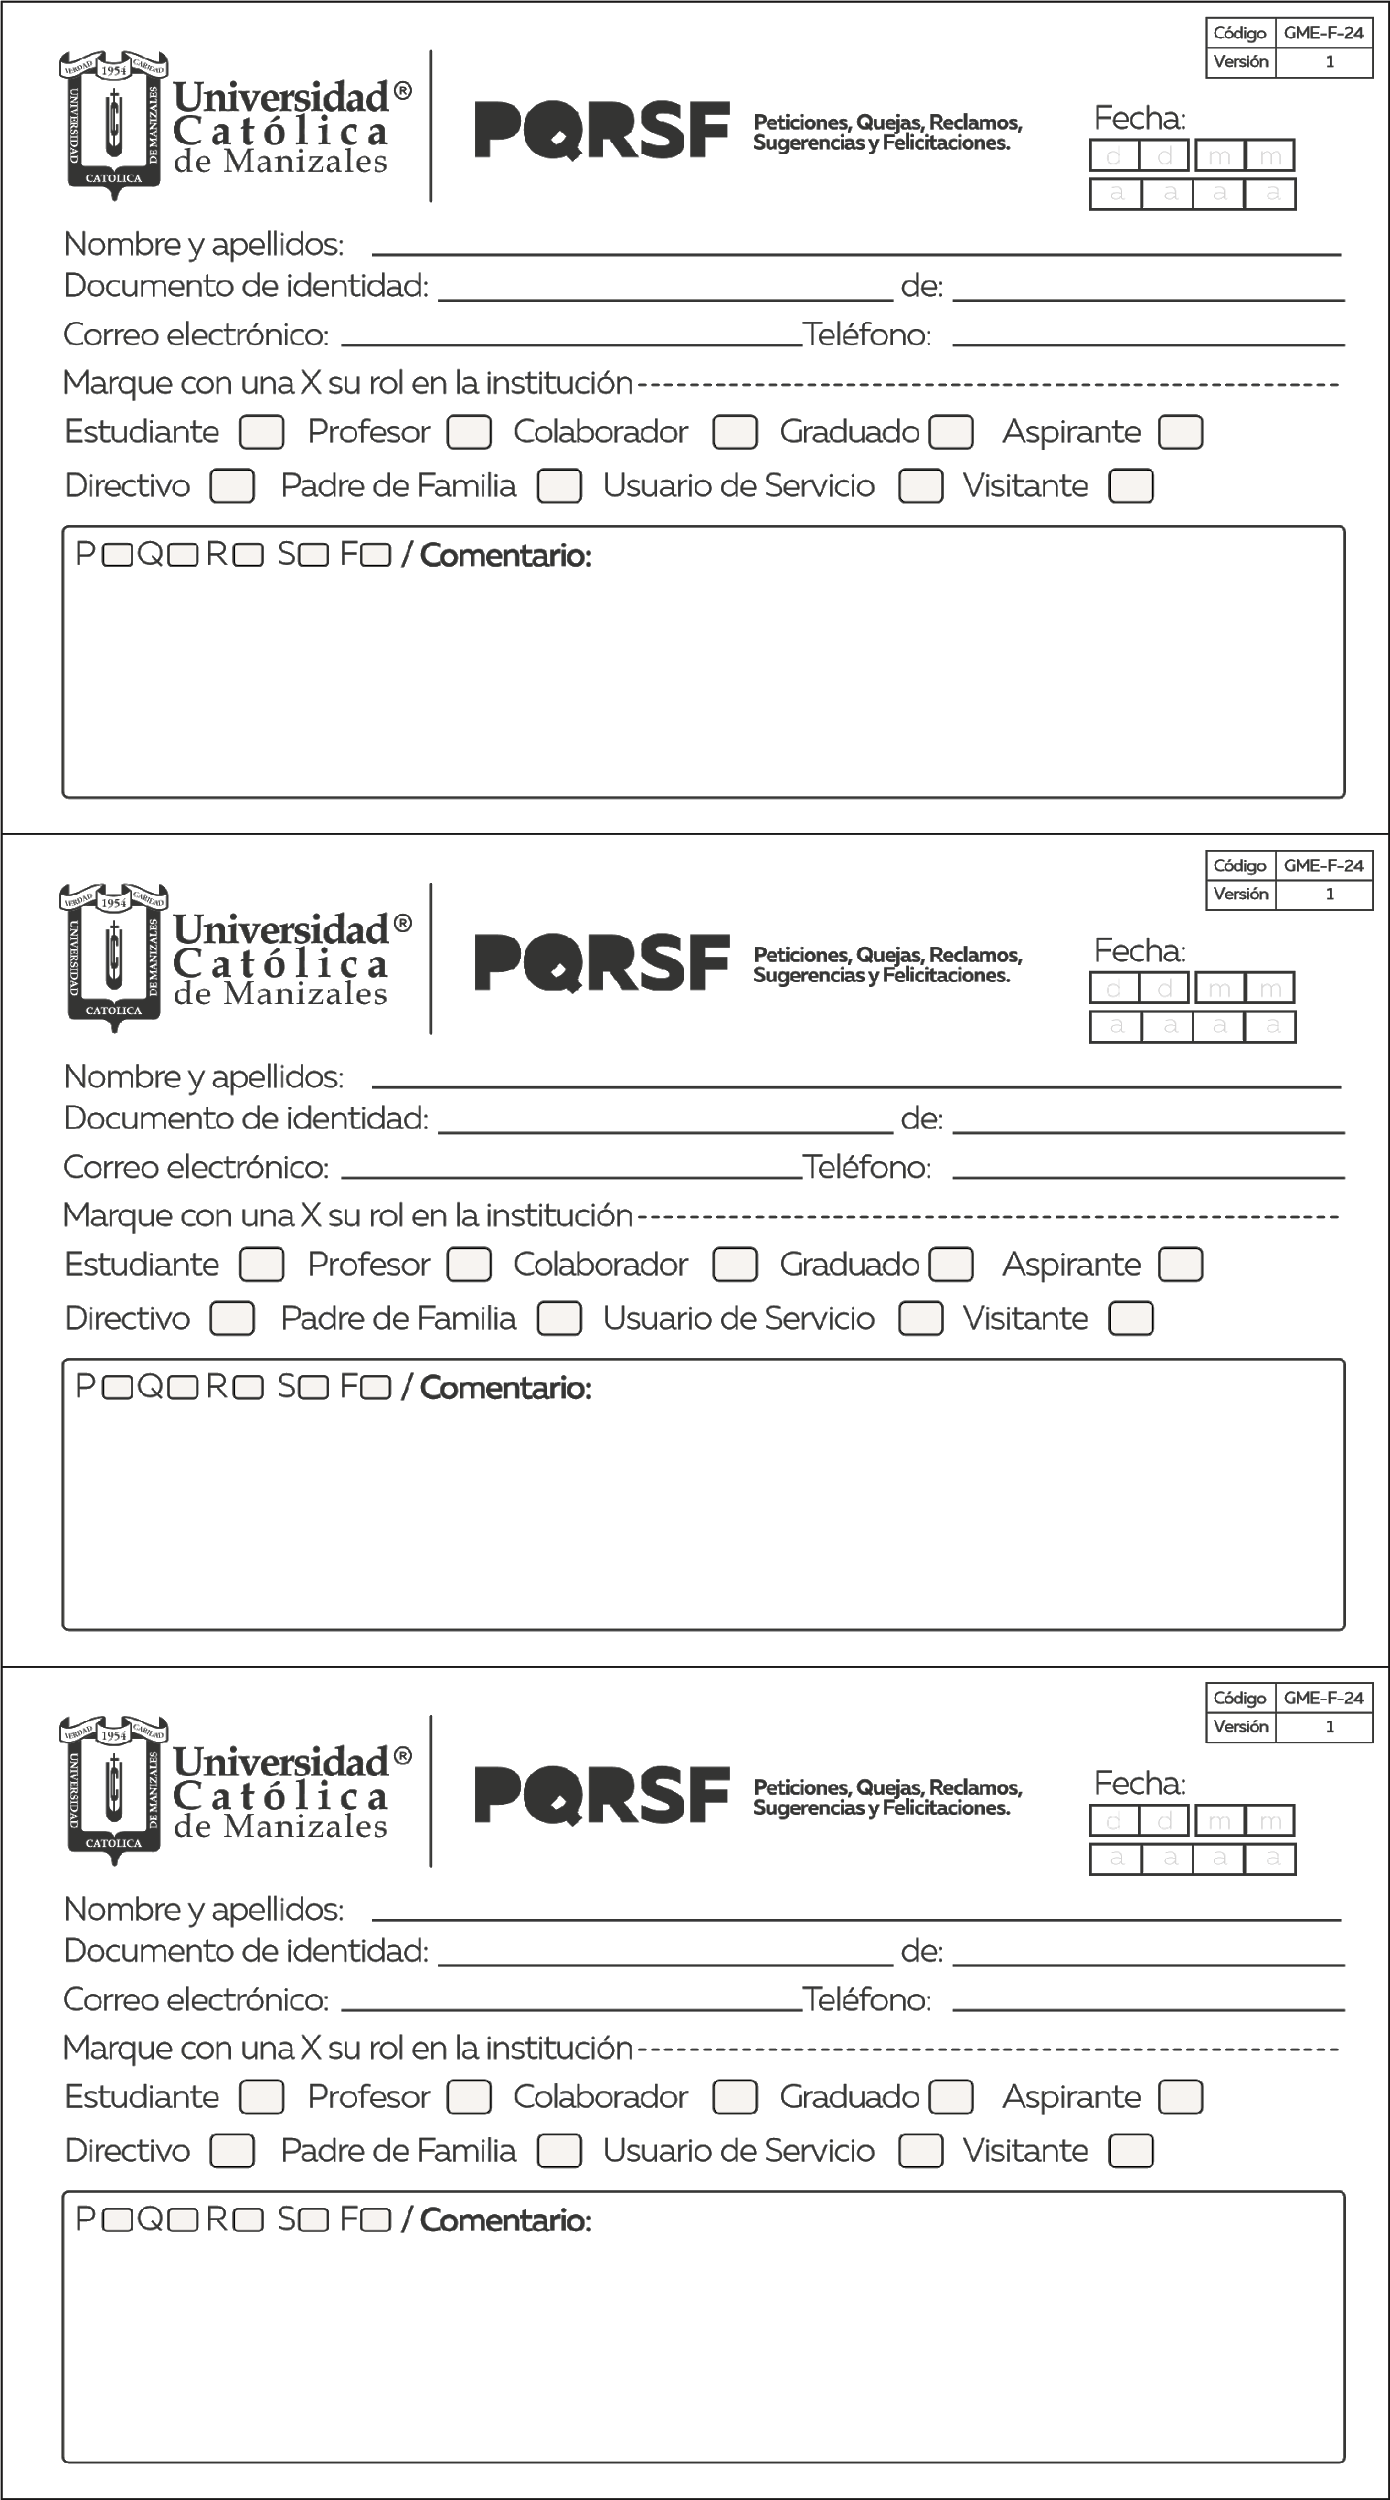 Código GME-F-24
Versión 1
VERDAD 1954 CARIDAD
UNIVERSIDAD CATOLICA DE MANIZALES
Universidad®
Católica
de Manizales
PQRSF
Peticiones, Quejas, Reclamos,
Sugerencias y Felicitaciones.
Fecha:
d d m m
a a a a
Nombre y apellidos:
Documento de identidad: de:
Correo electrónico: Teléfono:
Marque con una X su rol en la institución
Estudiante Profesor Colaborador Graduado Aspirante
Directivo Padre de Familia Usuario de Servicio Visitante
P Q R S F / Comentario:
Código GME-F-24
Versión 1
VERDAD 1954 CARIDAD
UNIVERSIDAD CATOLICA DE MANIZALES
Universidad®
Católica
de Manizales
PQRSF
Peticiones, Quejas, Reclamos,
Sugerencias y Felicitaciones.
Fecha:
d d m m
a a a a
Nombre y apellidos:
Documento de identidad: de:
Correo electrónico: Teléfono:
Marque con una X su rol en la institución
Estudiante Profesor Colaborador Graduado Aspirante
Directivo Padre de Familia Usuario de Servicio Visitante
P Q R S F / Comentario:
Código GME-F-24
Versión 1
VERDAD 1954 CARIDAD
UNIVERSIDAD CATOLICA DE MANIZALES
Universidad®
Católica
de Manizales
PQRSF
Peticiones, Quejas, Reclamos,
Sugerencias y Felicitaciones.
Fecha:
d d m m
a a a a
Nombre y apellidos:
Documento de identidad: de:
Correo electrónico: Teléfono:
Marque con una X su rol en la institución
Estudiante Profesor Colaborador Graduado Aspirante
Directivo Padre de Familia Usuario de Servicio Visitante
P Q R S F / Comentario: